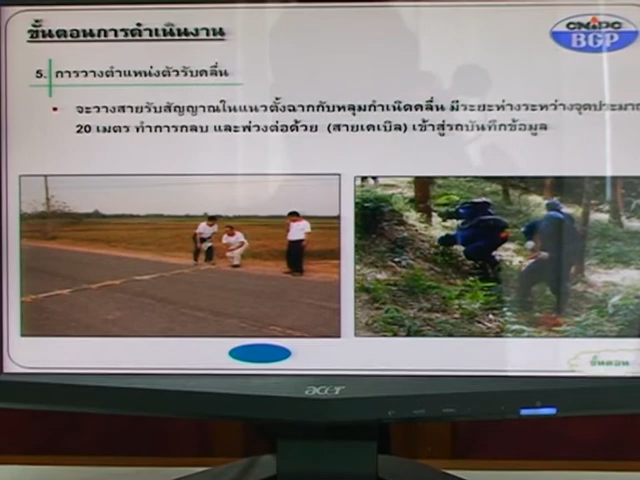 ขั้นตอนการดำเนินงาน
CNPC
BGP
5. การวางตำแหน่งตัวรับคลื่น
• จะวางสายรับสัญญาณในแนวตั้งฉากกับหลุมกำเนิดคลื่น มีระยะห่างระหว่างจุดประมาณ
20 เมตร ทำการกลบ และพ่วงต่อด้วย (สายเคเบิล) เข้าสู่รถบันทึกข้อมูล
ขั้นตอน
acer